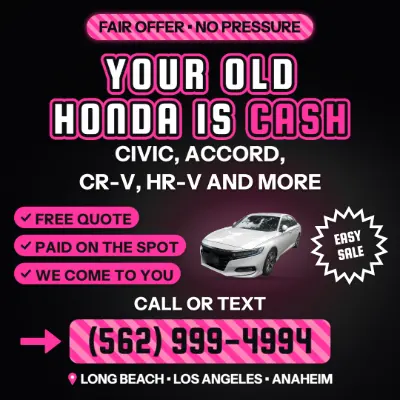 FAIR OFFER • NO PRESSURE
YOUR OLD
HONDA IS CASH
CIVIC, ACCORD,
CR-V, HR-V AND MORE
FREE QUOTE
PAID ON THE SPOT
WE COME TO YOU
EASY
SALE
CALL OR TEXT
(562) 999-4994
LONG BEACH • LOS ANGELES • ANAHEIM